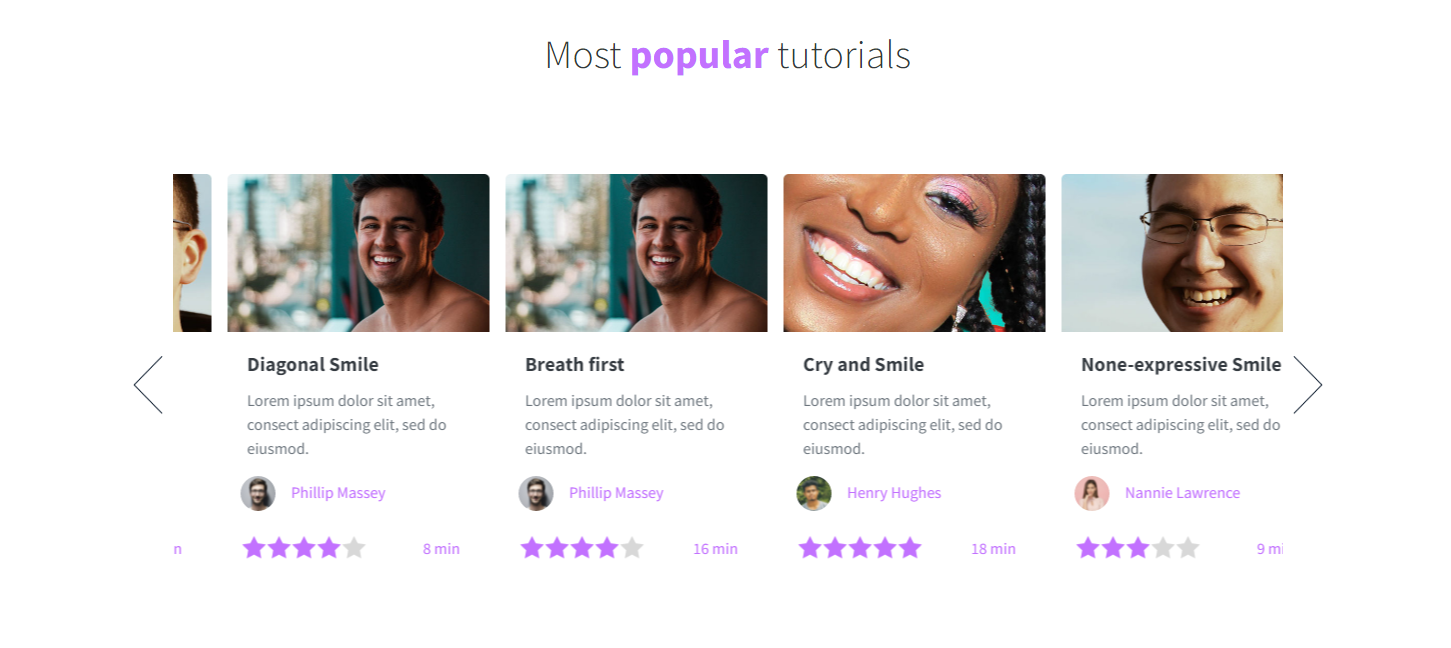 Most popular tutorials
Diagonal Smile
Lorem ipsum dolor sit amet,
consect adipiscing elit, sed do
eiusmod.
Phillip Massey
8 min
Breath first
Lorem ipsum dolor sit amet,
consect adipiscing elit, sed do
eiusmod.
Phillip Massey
16 min
Cry and Smile
Lorem ipsum dolor sit amet,
consect adipiscing elit, sed do
eiusmod.
Henry Hughes
18 min
None-expressive Smile
Lorem ipsum dolor sit amet,
consect adipiscing elit, sed do
eiusmod.
Nannie Lawrence
9